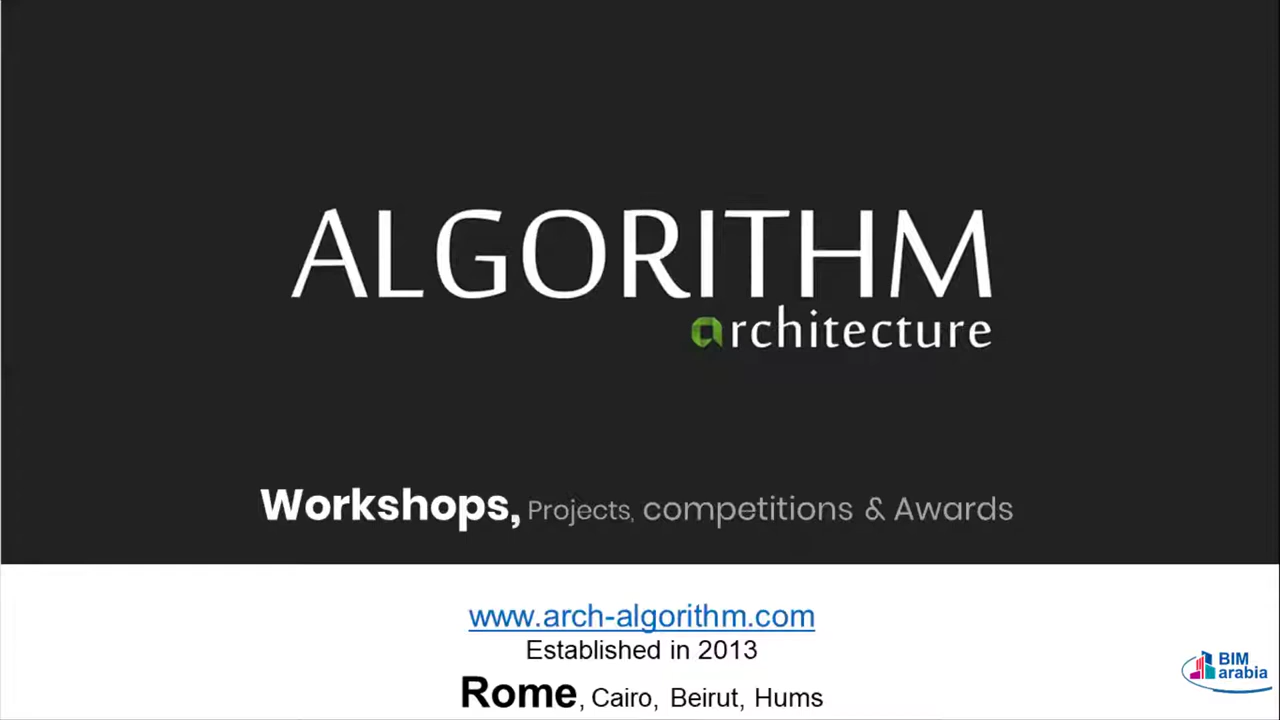 ALGORITHM
architecture
Workshops, Projects, competitions & Awards
www.arch-algorithm.com
Established in 2013
Rome, Cairo, Beirut, Hums
BIM
arabia